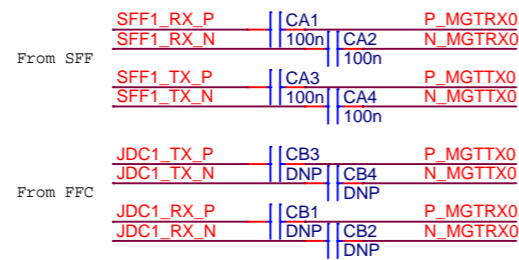 SFF1_RX_P CA1 P_MGTRX0
SFF1_RX_N 100n CA2 N_MGTRX0
From SFF 100n
SFF1_TX_P CA3 P_MGTTX0
SFF1_TX_N 100n CA4 N_MGTTX0
100n
JDC1_TX_P CB3 P_MGTTX0
JDC1_TX_N DNP CB4 N_MGTTX0
From FFC DNP
JDC1_RX_P CB1 P_MGTRX0
JDC1_RX_N DNP CB2 N_MGTRX0
DNP